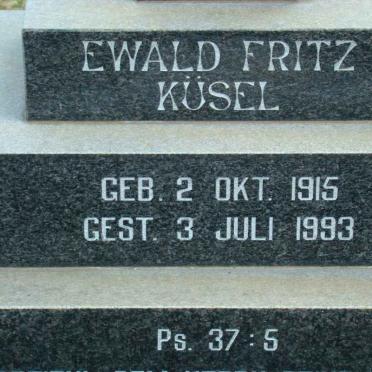 EWALD FRITZ
KÜSEL
GEB. 2 OKT. 1915
GEST. 3 JULI 1993
Ps. 37:5